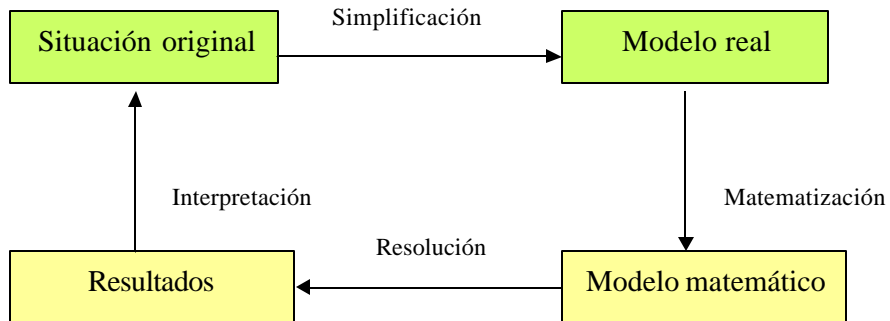 Simplificación
Situación original
Modelo real
Interpretación
Matematización
Resolución
Resultados
Modelo matemático